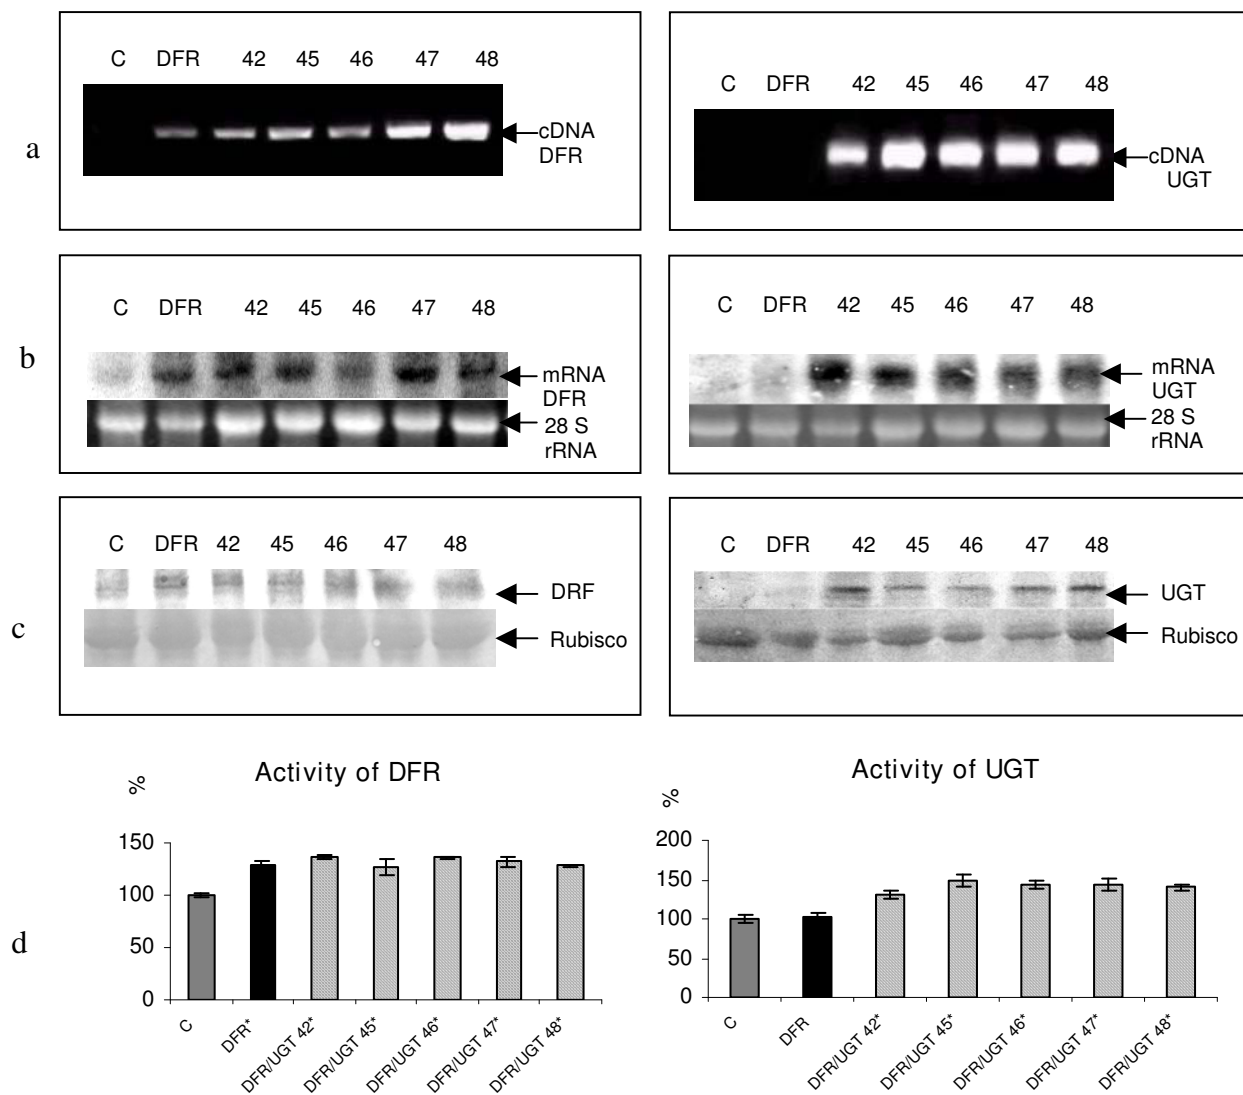 C DFR 42 45 46 47 48
cDNA
DFR
C DFR 42 45 46 47 48
cDNA
UGT
a
C DFR 42 45 46 47 48
mRNA
DFR
28 S
rRNA
C DFR 42 45 46 47 48
mRNA
UGT
28 S
rRNA
b
C DFR 42 45 46 47 48
DRF
Rubisco
C DFR 42 45 46 47 48
UGT
Rubisco
c
Activity of DFR
%
150
100
50
0
C
DFR*
DFR/UGT 42*
DFR/UGT 45*
DFR/UGT 46*
DFR/UGT 47*
DFR/UGT 48*
Activity of UGT
%
200
150
100
50
0
C
DFR
DFR/UGT 42*
DFR/UGT 45*
DFR/UGT 46*
DFR/UGT 47*
DFR/UGT 48*
d